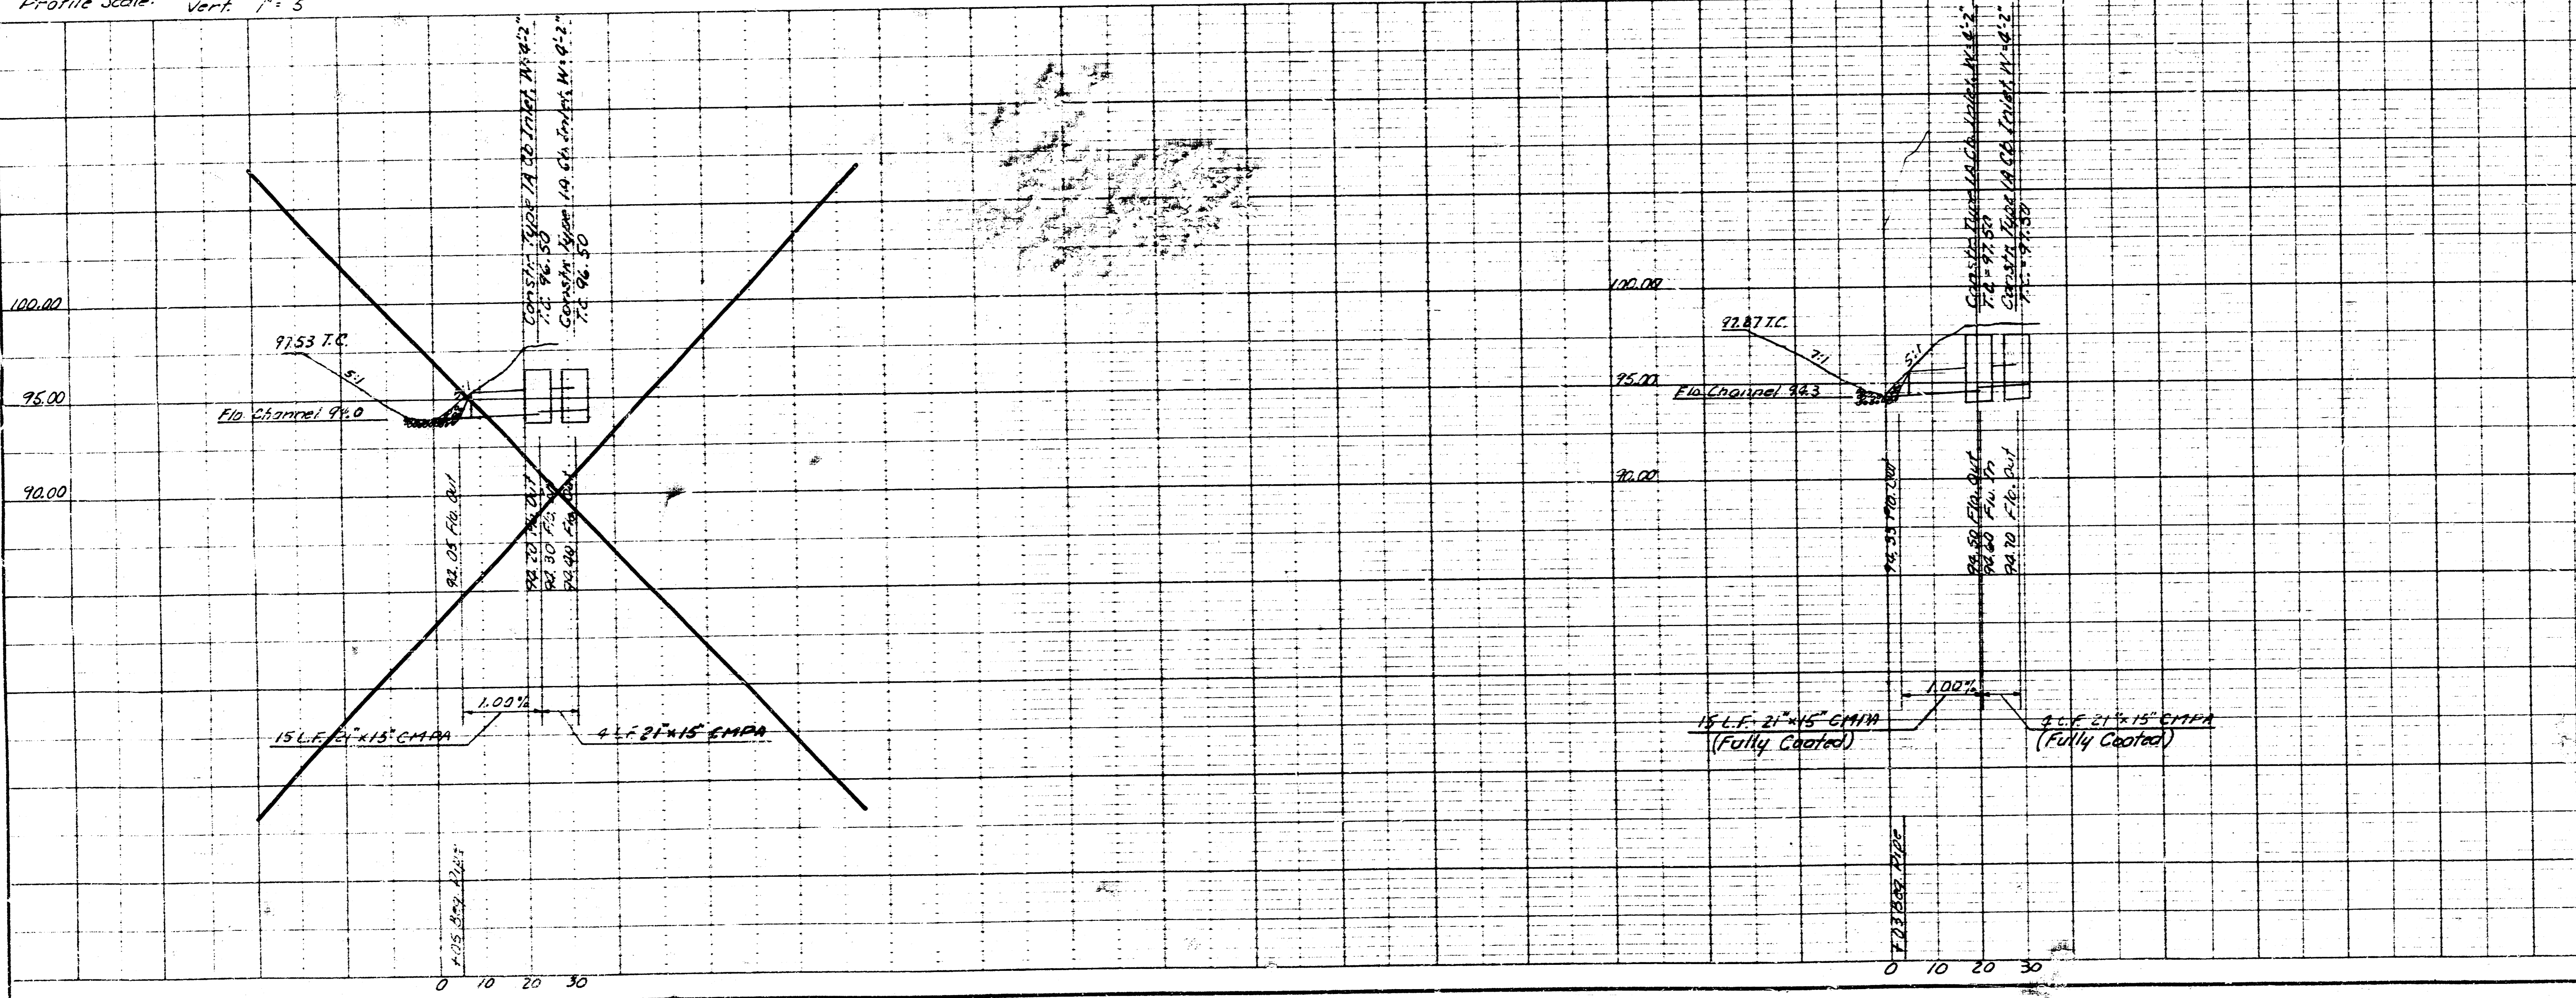 Profile Scale: Vert. 1" = 5'
Constr. Type 1A Cb Inlet, W=4'-2"
T.C. 96.50
Constr. Type 1A Cb. Inlet, W=4'-2"
T.C. 96.50
100.00
97.53 T.C.
5:1
95.00
Flo. Channel 94.0
90.00
94.05 Flo. Out
94.20 Flo. Out
94.30 Flo.
94.40 Flo. Out
1.00%
15 L.F. 21"x15" CMPA
4 L.F. 21"x15" CMPA
+05 Beg. Pipe
0 10 20 30
Constr. Type 1A Cb. Inlet, W=4'-2"
T.C. = 97.50
Constr. Type 1A Cb. Inlet, W=4'-2"
T.C. = 97.50
100.00
97.87 T.C.
7:1
5:1
95.00
Flo. Channel 94.3
90.00
94.35 Flo. Out
94.50 Flo. Out
94.60 Flo. In
94.70 Flo. Out
1.00%
15 L.F. 21"x15" CMPA
(Fully Coated)
4 L.F. 21"x15" CMPA
(Fully Coated)
+03 Beg. Pipe
0 10 20 30